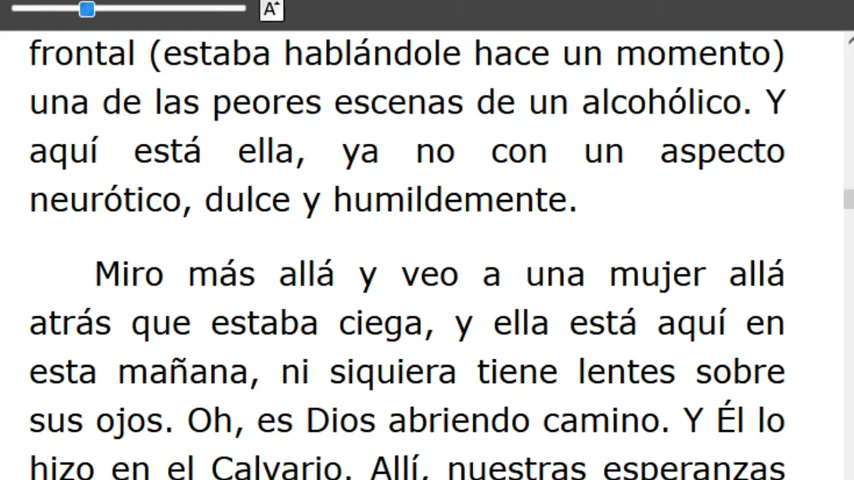 A
frontal (estaba hablándole hace un momento)
una de las peores escenas de un alcohólico. Y
aquí está ella, ya no con un aspecto
neurótico, dulce y humildemente.
Miro más allá y veo a una mujer allá
atrás que estaba ciega, y ella está aquí en
esta mañana, ni siquiera tiene lentes sobre
sus ojos. Oh, es Dios abriendo camino. Y Él lo
hizo en el Calvario. Allí, nuestras esperanzas